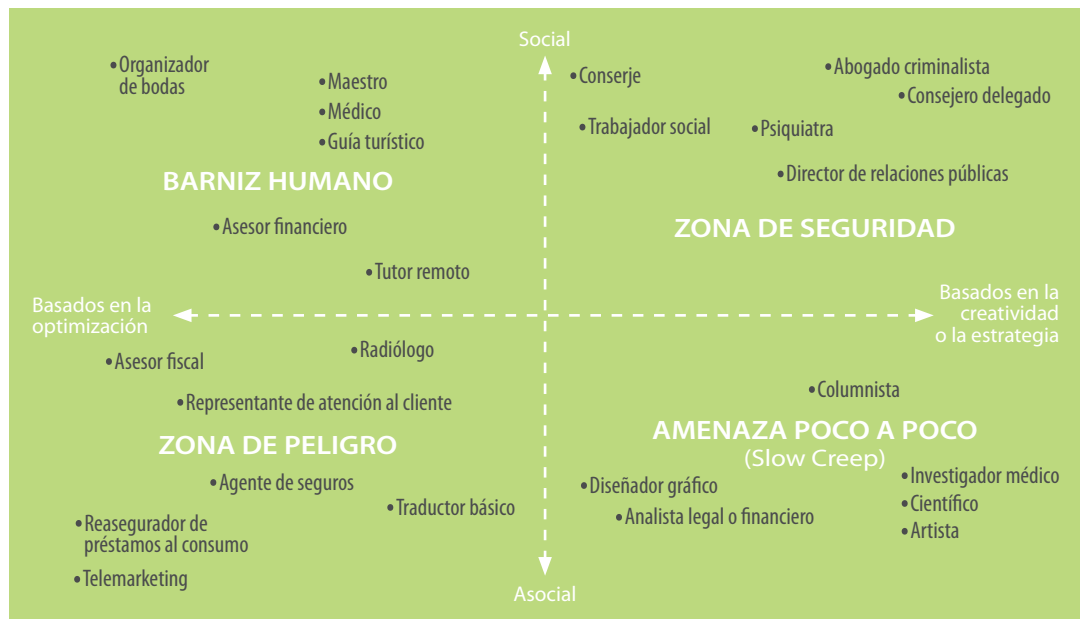 Social
• Organizador
de bodas
• Maestro
• Médico
• Guía turístico
BARNIZ HUMANO
• Asesor financiero
• Tutor remoto
• Conserje
• Trabajador social
• Abogado criminalista
• Consejero delegado
• Psiquiatra
• Director de relaciones públicas
ZONA DE SEGURIDAD
Basados en la
optimización
Basados en la
creatividad
o la estrategia
• Asesor fiscal
• Radiólogo
• Representante de atención al cliente
ZONA DE PELIGRO
• Agente de seguros
• Traductor básico
• Reasegurador de
préstamos al consumo
• Telemarketing
• Columnista
AMENAZA POCO A POCO
(Slow Creep)
• Diseñador gráfico
• Analista legal o financiero
• Investigador médico
• Científico
• Artista
Asocial